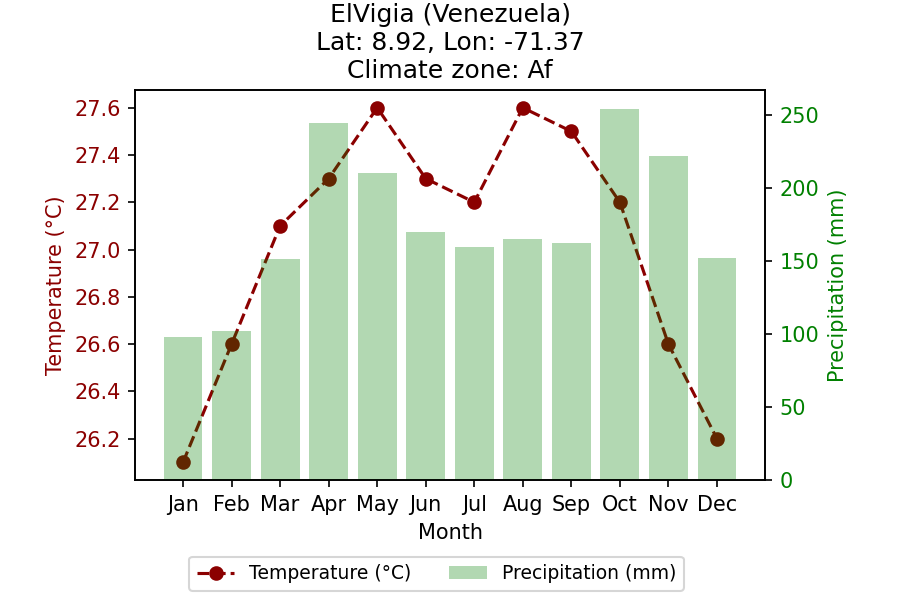 ElVigia (Venezuela)
Lat: 8.92, Lon: -71.37
Climate zone: Af
27.6
27.4
27.2
27.0
26.8
26.6
26.4
26.2
Temperature (°C)
250
200
150
100
50
0
Precipitation (mm)
Jan Feb Mar Apr May Jun Jul Aug Sep Oct Nov Dec
Month
Temperature (°C) Precipitation (mm)